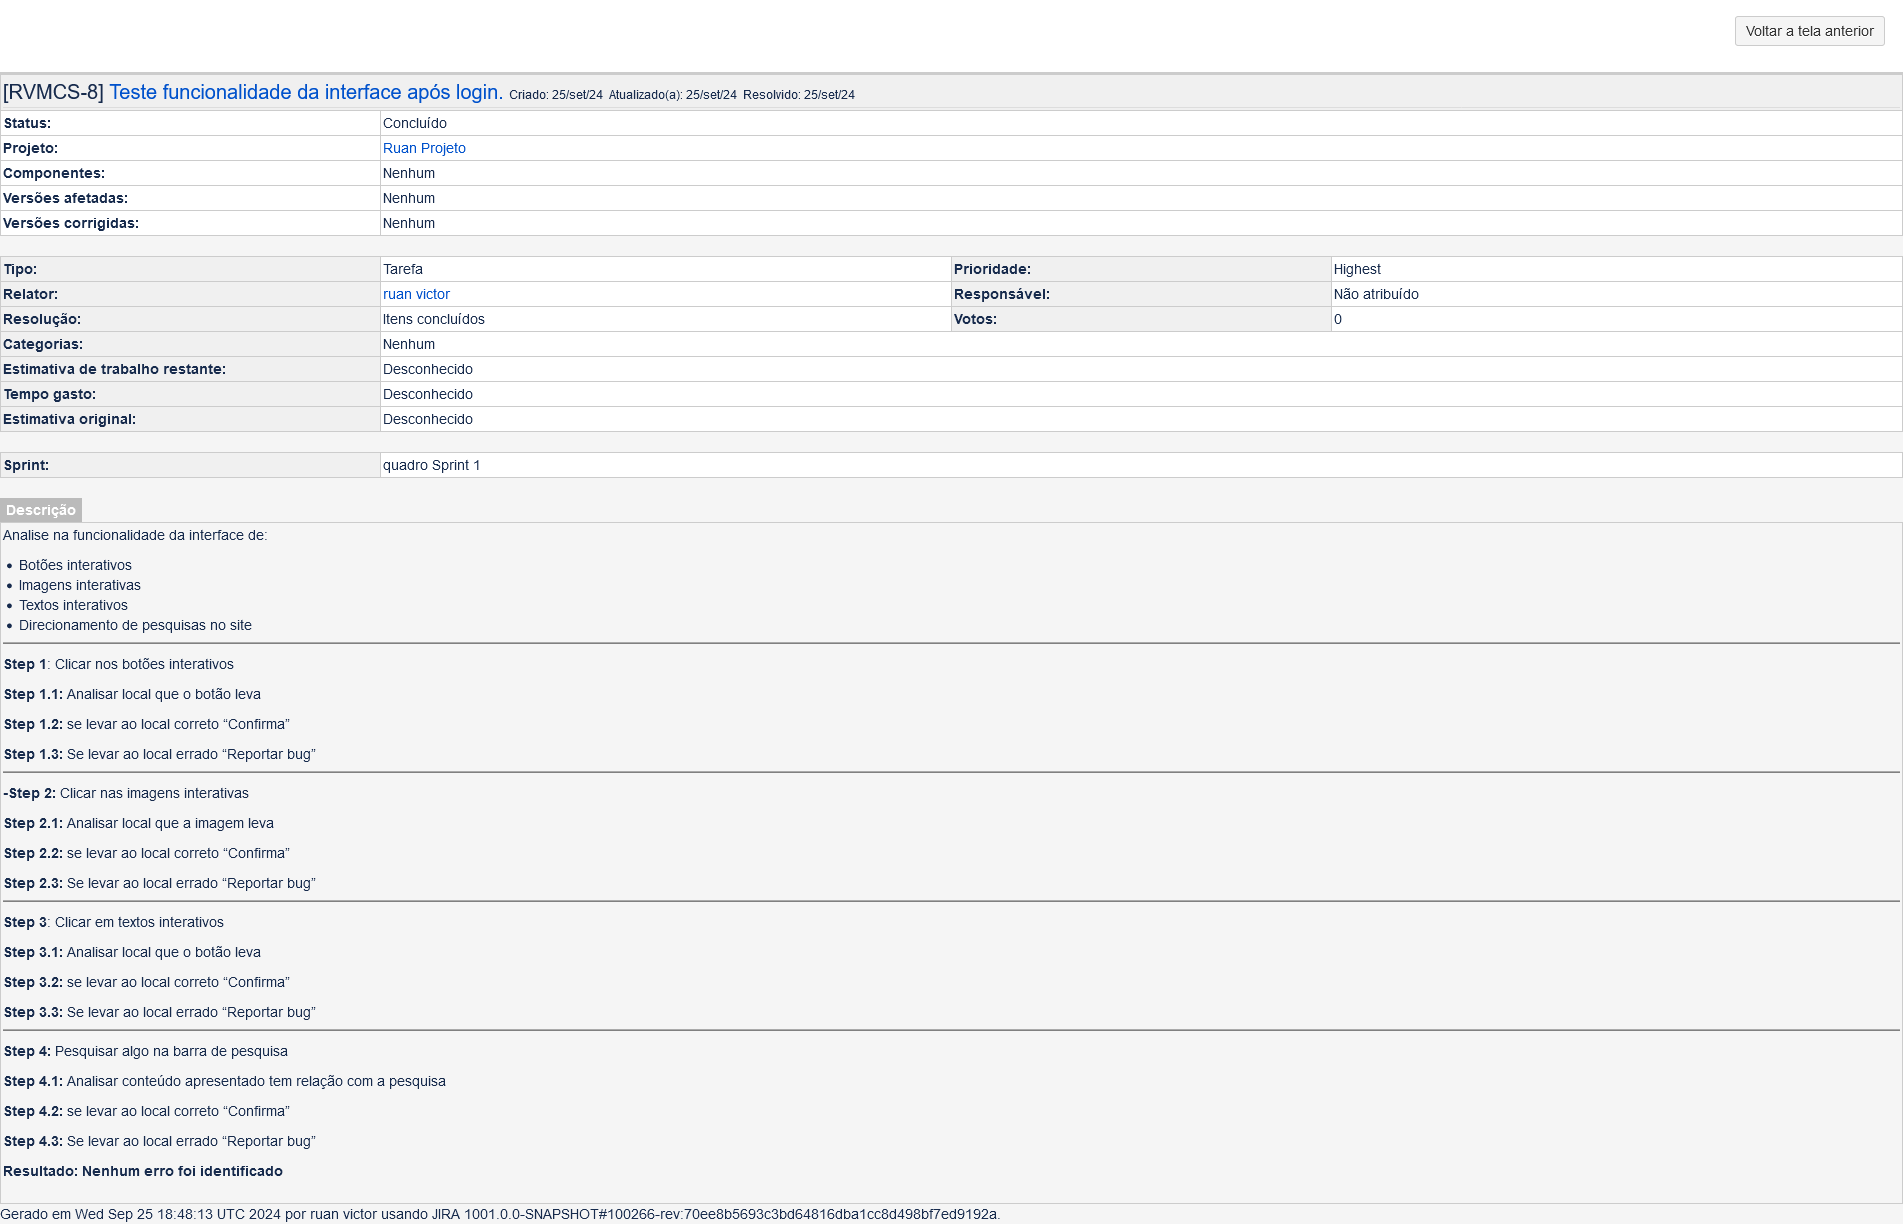 Voltar a tela anterior
[RVMCS-8] Teste funcionalidade da interface após login. Criado: 25/set/24 Atualizado(a): 25/set/24 Resolvido: 25/set/24
Status: Concluído
Projeto: Ruan Projeto
Componentes: Nenhum
Versões afetadas: Nenhum
Versões corrigidas: Nenhum
Tipo: Tarefa Prioridade: Highest
Relator: ruan victor Responsável: Não atribuído
Resolução: Itens concluídos Votos: 0
Categorias: Nenhum
Estimativa de trabalho restante: Desconhecido
Tempo gasto: Desconhecido
Estimativa original: Desconhecido
Sprint: quadro Sprint 1
Descrição
Analise na funcionalidade da interface de:
• Botões interativos
• Imagens interativas
• Textos interativos
• Direcionamento de pesquisas no site
Step 1: Clicar nos botões interativos
Step 1.1: Analisar local que o botão leva
Step 1.2: se levar ao local correto “Confirma”
Step 1.3: Se levar ao local errado “Reportar bug”
-Step 2: Clicar nas imagens interativas
Step 2.1: Analisar local que a imagem leva
Step 2.2: se levar ao local correto “Confirma”
Step 2.3: Se levar ao local errado “Reportar bug”
Step 3: Clicar em textos interativos
Step 3.1: Analisar local que o botão leva
Step 3.2: se levar ao local correto “Confirma”
Step 3.3: Se levar ao local errado “Reportar bug”
Step 4: Pesquisar algo na barra de pesquisa
Step 4.1: Analisar conteúdo apresentado tem relação com a pesquisa
Step 4.2: se levar ao local correto “Confirma”
Step 4.3: Se levar ao local errado “Reportar bug”
Resultado: Nenhum erro foi identificado
Gerado em Wed Sep 25 18:48:13 UTC 2024 por ruan victor usando JIRA 1001.0.0-SNAPSHOT#100266-rev:70ee8b5693c3bd64816dba1cc8d498bf7ed9192a.